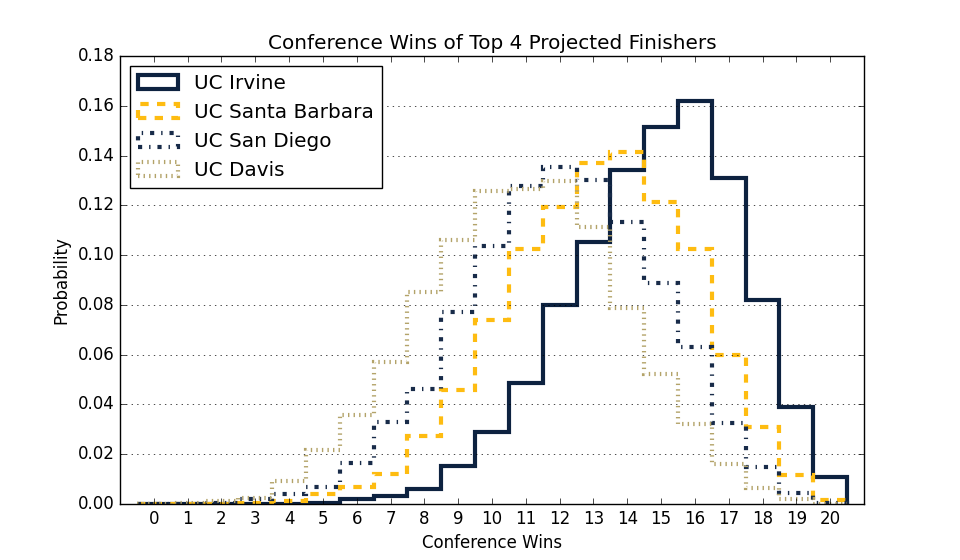 Conference Wins of Top 4 Projected Finishers
0.18
0.16
0.14
0.12
0.10
0.08
0.06
0.04
0.02
0.00
Probability
UC Irvine
UC Santa Barbara
UC San Diego
UC Davis
0 1 2 3 4 5 6 7 8 9 10 11 12 13 14 15 16 17 18 19 20
Conference Wins